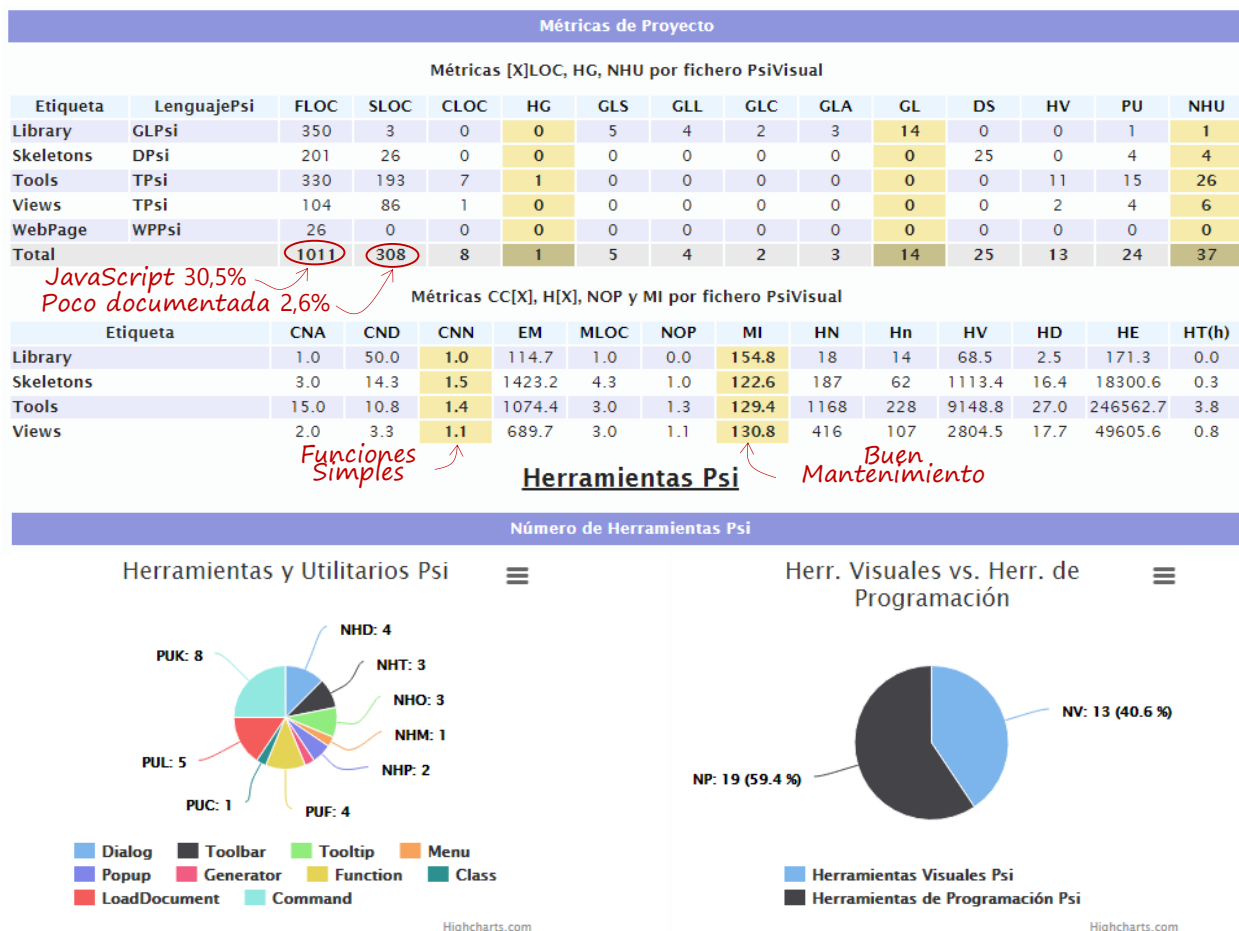 Métricas de Proyecto
Métricas [X]LOC, HG, NHU por fichero PsiVisual
Etiqueta LenguajePsi FLOC SLOC CLOC HG GLS GLL GLC GLA GL DS HV PU NHU
Library GLPsi 350 3 0 0 5 4 2 3 14 0 0 1 1
Skeletons DPsi 201 26 0 0 0 0 0 0 0 25 0 4 4
Tools TPsi 330 193 7 1 0 0 0 0 0 0 11 15 26
Views TPsi 104 86 1 0 0 0 0 0 0 0 2 4 6
WebPage WPPsi 26 0 0 0 0 0 0 0 0 0 0 0 0
Total 1011 308 8 1 5 4 2 3 14 25 13 24 37
JavaScript 30,5%
Poco documentada 2,6%
Métricas CC[X], H[X], NOP y MI por fichero PsiVisual
Etiqueta CNA CND CNN EM MLOC NOP MI HN Hn HV HD HE HT(h)
Library 1.0 50.0 1.0 114.7 1.0 0.0 154.8 18 14 68.5 2.5 171.3 0.0
Skeletons 3.0 14.3 1.5 1423.2 4.3 1.0 122.6 187 62 1113.4 16.4 18300.6 0.3
Tools 15.0 10.8 1.4 1074.4 3.0 1.3 129.4 1168 228 9148.8 27.0 246562.7 3.8
Views 2.0 3.3 1.1 689.7 3.0 1.1 130.8 416 107 2804.5 17.7 49605.6 0.8
Funciones
Simples
Buen
Mantenimiento
Herramientas Psi
Número de Herramientas Psi
Herramientas y Utilitarios Psi
NHD: 4
PUK: 8
NHT: 3
NHO: 3
NHM: 1
PUL: 5
NHP: 2
PUC: 1
PUF: 4
Dialog Toolbar Tooltip Menu
Popup Generator Function Class
LoadDocument Command
Highcharts.com
Herr. Visuales vs. Herr. de
Programación
NV: 13 (40.6 %)
NP: 19 (59.4 %)
Herramientas Visuales Psi
Herramientas de Programación Psi
Highcharts.com